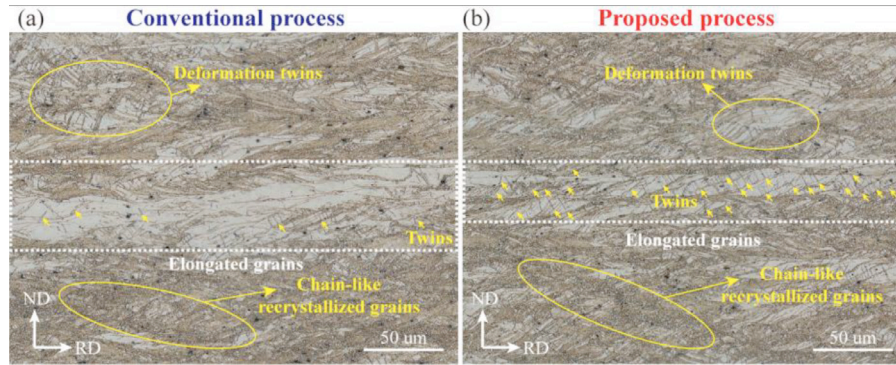 (a) Conventional process
Deformation twins
Twins
Elongated grains
Chain-like
recrystallized grains
ND
RD
50 um
(b) Proposed process
Deformation twins
Twins
Elongated grains
Chain-like
recrystallized grains
ND
RD
50 um